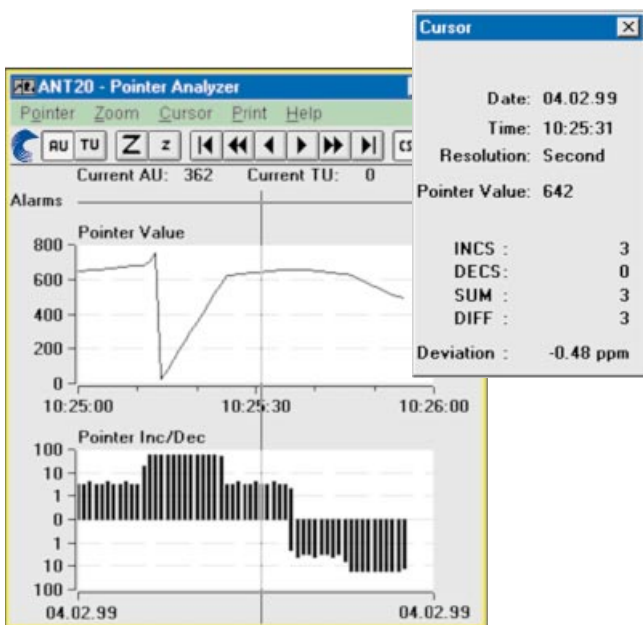 Cursor
Date: 04.02.99
Time: 10:25:31
Resolution: Second
Pointer Value: 642
INCS : 3
DECS: 0
SUM : 3
DIFF : 3
Deviation : -0.48 ppm
ANT20 - Pointer Analyzer
Pointer Zoom Cursor Print Help
AU TU Z z
Current AU: 362 Current TU: 0
Alarms
Pointer Value
800
600
400
200
0
10:25:00 10:25:30 10:26:00
Pointer Inc/Dec
100
10
1
0
1
10
100
04.02.99 04.02.99